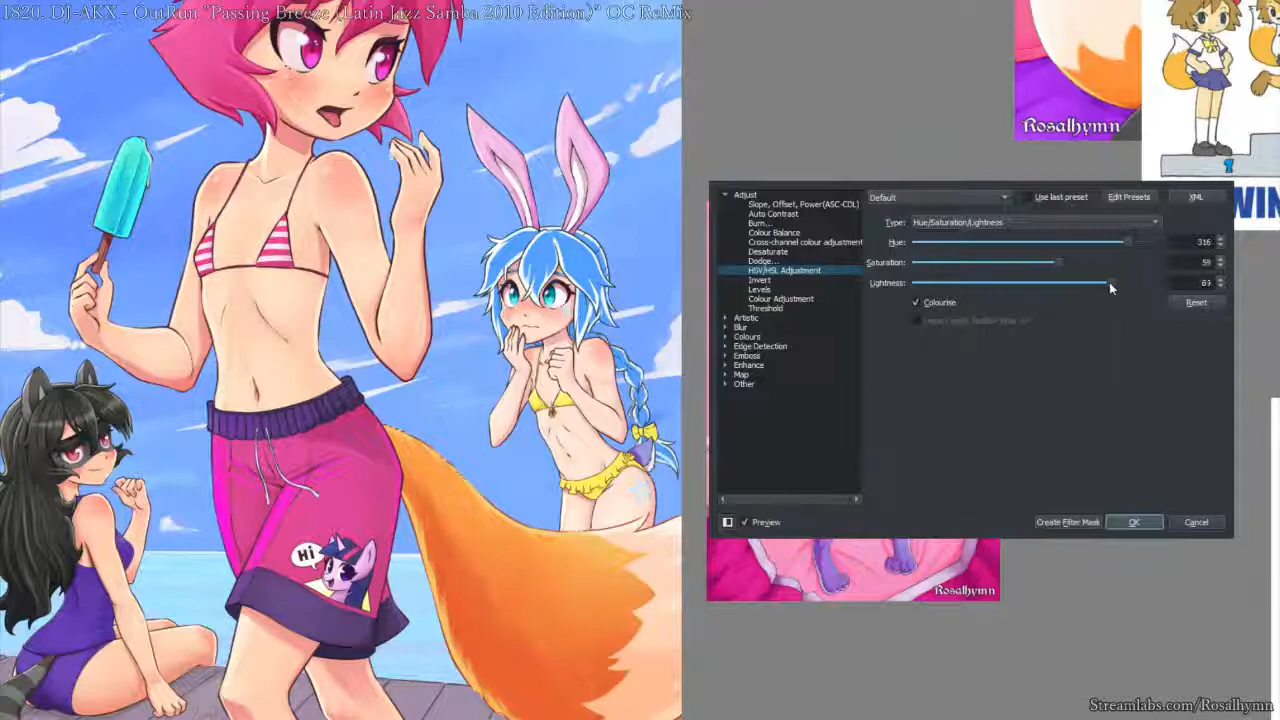 1820. DJ-AKX - OutRun "Passing Breeze (Latin Jazz Samba 2010 Edition)" OC ReMix
Rosalhymn
1
WIN
Adjust
Slope, Offset, Power(ASC-CDL)
Auto Contrast
Burn...
Colour Balance
Cross-channel colour adjustment
Desaturate
Dodge...
HSV/HSL Adjustment
Invert
Levels
Colour Adjustment
Threshold
Artistic
Blur
Colours
Edge Detection
Emboss
Enhance
Map
Other
Default
Use last preset
Edit Presets
XML
Type: Hue/Saturation/Lightness
Hue: 316
Saturation: 59
Lightness: 63
Reset
Colourise
Preview
Create Filter Mask
OK
Cancel
Hi
Rosalhymn
Streamlabs.com/Rosalhymn